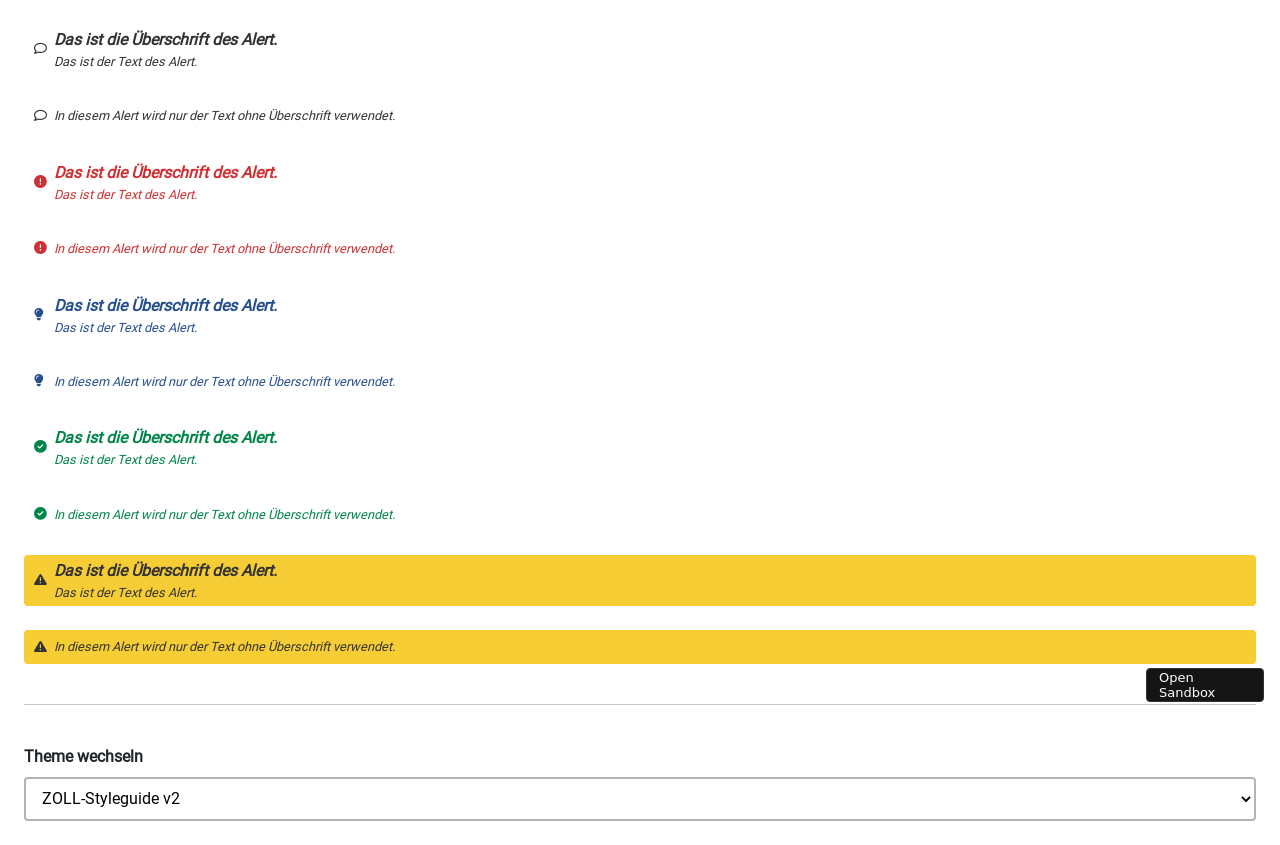 Das ist die Überschrift des Alert.
Das ist der Text des Alert.
In diesem Alert wird nur der Text ohne Überschrift verwendet.
Das ist die Überschrift des Alert.
Das ist der Text des Alert.
In diesem Alert wird nur der Text ohne Überschrift verwendet.
Das ist die Überschrift des Alert.
Das ist der Text des Alert.
In diesem Alert wird nur der Text ohne Überschrift verwendet.
Das ist die Überschrift des Alert.
Das ist der Text des Alert.
In diesem Alert wird nur der Text ohne Überschrift verwendet.
Das ist die Überschrift des Alert.
Das ist der Text des Alert.
In diesem Alert wird nur der Text ohne Überschrift verwendet.
Open
Sandbox
Theme wechseln
ZOLL-Styleguide v2